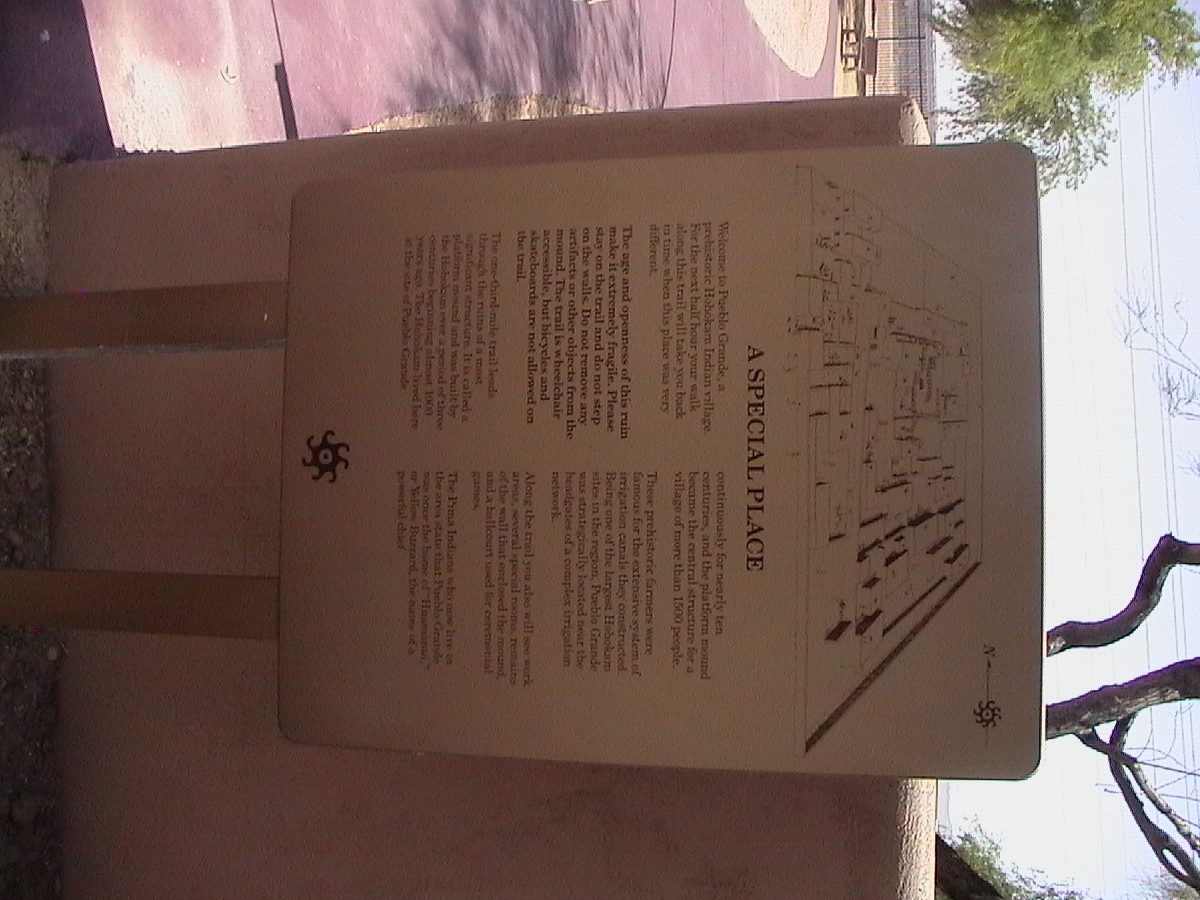 N
A SPECIAL PLACE
Welcome to Pueblo Grande, a
prehistoric Hohokam Indian village.
For the next half hour your walk
along this trail will take you back
in time when this place was very
different.
The age and openness of this ruin
make it extremely fragile. Please
stay on the trail and do not step
on the walls. Do not remove any
artifacts or other objects from the
mound. The trail is wheelchair
accessible, but bicycles and
skateboards are not allowed on
the trail.
The one-third-mile trail leads
through the ruins of a most
significant structure. It is called a
platform mound and was built by
the Hohokam over a period of three
centuries beginning almost 1900
years ago. The Hohokam lived here
at the site of Pueblo Grande
continuously for nearly ten
centuries, and the platform mound
became the central structure for a
village of more than 1500 people.
These prehistoric farmers were
famous for the extensive system of
irrigation canals they constructed.
Being one of the largest Hohokam
sites in the region, Pueblo Grande
was strategically located near the
headgates of a complex irrigation
network.
Along the trail you also will see work
areas, several special rooms, remains
of the wall that enclosed the mound,
and a ballcourt used for ceremonial
games.
The Pima Indians who now live in
the area state that Pueblo Grande
was once the home of
or Yellow Buzzard, the name of a
powerful chief.